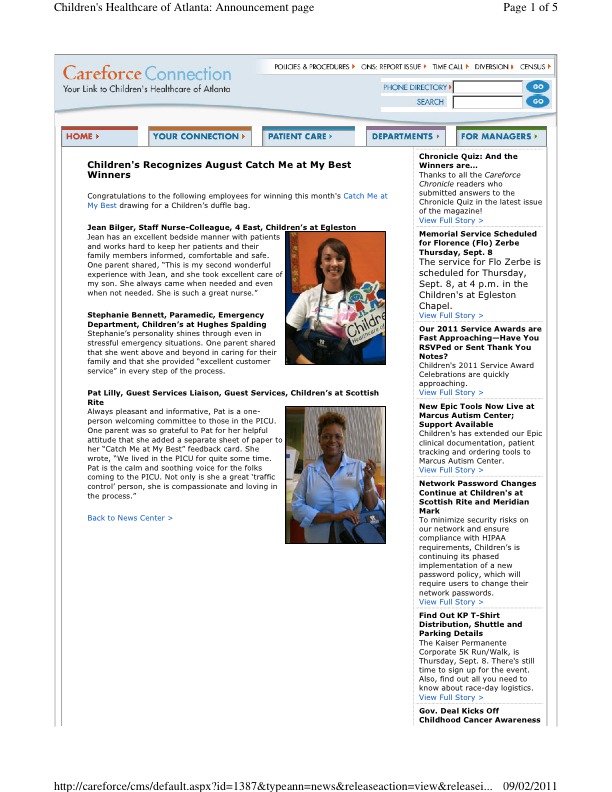 Children's Healthcare of Atlanta: Announcement page
Page 1 of 5
Careforce Connection
Your Link to Children's Healthcare of Atlanta
POLICIES & PROCEDURES
ONS: REPORT ISSUE
TIME CALL
DIVERSION
CENSUS
PHONE DIRECTORY
GO
SEARCH
GO
HOME
YOUR CONNECTION
PATIENT CARE
DEPARTMENTS
FOR MANAGERS
Children's Recognizes August Catch Me at My Best
Winners
Congratulations to the following employees for winning this month's Catch Me at
My Best drawing for a Children's duffle bag.
Jean Bilger, Staff Nurse-Colleague, 4 East, Children's at Egleston
Jean has an excellent bedside manner with patients
and works hard to keep her patients and their
family members informed, comfortable and safe.
One parent shared, "This is my second wonderful
experience with Jean, and she took excellent care of
my son. She always came when needed and even
when not needed. She is such a great nurse."
Stephanie Bennett, Paramedic, Emergency
Department, Children's at Hughes Spalding
Stephanie's personality shines through even in
stressful emergency situations. One parent shared
that she went above and beyond in caring for their
family and that she provided "excellent customer
service" in every step of the process.
Pat Lilly, Guest Services Liaison, Guest Services, Children's at Scottish
Rite
Always pleasant and informative, Pat is a one-
person welcoming committee to those in the PICU.
One parent was so grateful to Pat for her helpful
attitude that she added a separate sheet of paper to
her "Catch Me at My Best" feedback card. She
wrote, "We lived in the PICU for quite some time.
Pat is the calm and soothing voice for the folks
coming to the PICU. Not only is she a great 'traffic
control' person, she is compassionate and loving in
the process."
Back to News Center >
Chronicle Quiz: And the
Winners are...
Thanks to all the Careforce
Chronicle readers who
submitted answers to the
Chronicle Quiz in the latest issue
of the magazine!
View Full Story >
Memorial Service Scheduled
for Florence (Flo) Zerbe
Thursday, Sept. 8
The service for Flo Zerbe is
scheduled for Thursday,
Sept. 8, at 4 p.m. in the
Children's at Egleston
Chapel.
View Full Story >
Our 2011 Service Awards are
Fast Approaching—Have You
RSVPed or Sent Thank You
Notes?
Children's 2011 Service Award
Celebrations are quickly
approaching.
View Full Story >
New Epic Tools Now Live at
Marcus Autism Center;
Support Available
Children's has extended our Epic
clinical documentation, patient
tracking and ordering tools to
Marcus Autism Center.
View Full Story >
Network Password Changes
Continue at Children's at
Scottish Rite and Meridian
Mark
To minimize security risks on
our network and ensure
compliance with HIPAA
requirements, Children's is
continuing its phased
implementation of a new
password policy, which will
require users to change their
network passwords.
View Full Story >
Find Out KP T-Shirt
Distribution, Shuttle and
Parking Details
The Kaiser Permanente
Corporate 5K Run/Walk, is
Thursday, Sept. 8. There's still
time to sign up for the event.
Also, find out all you need to
know about race-day logistics.
View Full Story >
Gov. Deal Kicks Off
Childhood Cancer Awareness
http://careforce/cms/default.aspx?id=1387&typeann=news&releaseaction=view&releasei...
09/02/2011